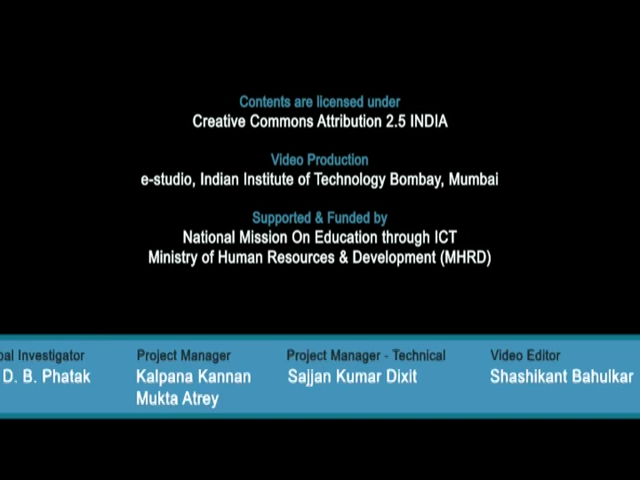 Contents are licensed under
Creative Commons Attribution 2.5 INDIA
Video Production
e-studio, Indian Institute of Technology Bombay, Mumbai
Supported & Funded by
National Mission On Education through ICT
Ministry of Human Resources & Development (MHRD)
pal Investigator
D. B. Phatak
Project Manager
Kalpana Kannan
Mukta Atrey
Project Manager - Technical
Sajjan Kumar Dixit
Video Editor
Shashikant Bahulkar